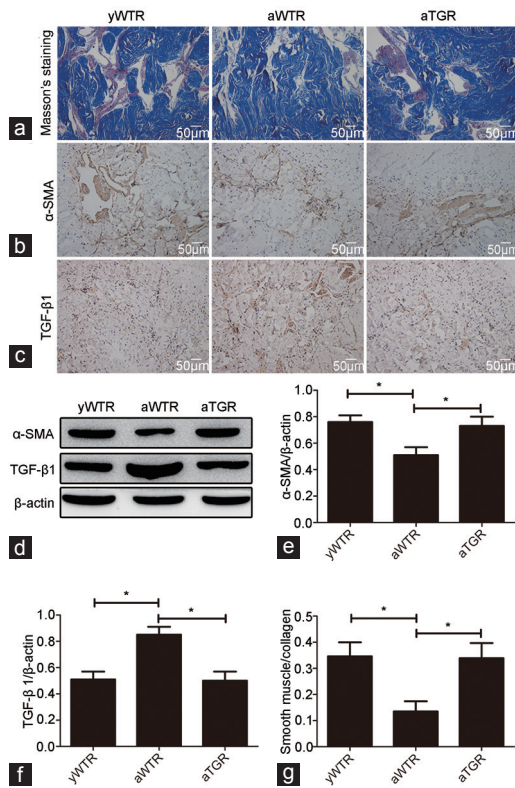 yWTR aWTR aTGR
Masson's staining
50μm 50μm 50μm
a
α-SMA
50μm 50μm 50μm
b
TGF-β1
50μm 50μm 50μm
c
yWTR aWTR aTGR
α-SMA
TGF-β1
β-actin
d
α-SMA/β-actin
1.0
0.8
0.6
0.4
0.2
0.0
* *
yWTR aWTR aTGR
e
TGF-β 1/β-actin
1.0
0.8
0.6
0.4
0.2
0.0
* *
yWTR aWTR aTGR
f
Smooth muscle/collagen
0.5
0.4
0.3
0.2
0.1
0.0
* *
yWTR aWTR aTGR
g